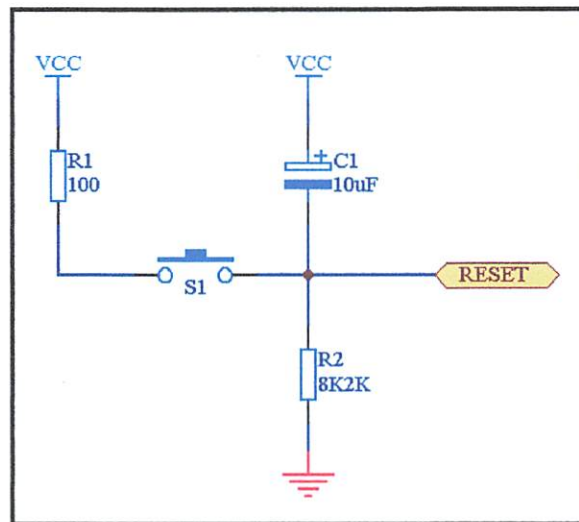 VCC
VCC
R1
100
C1
10uF
S1
RESET
R2
8K2K